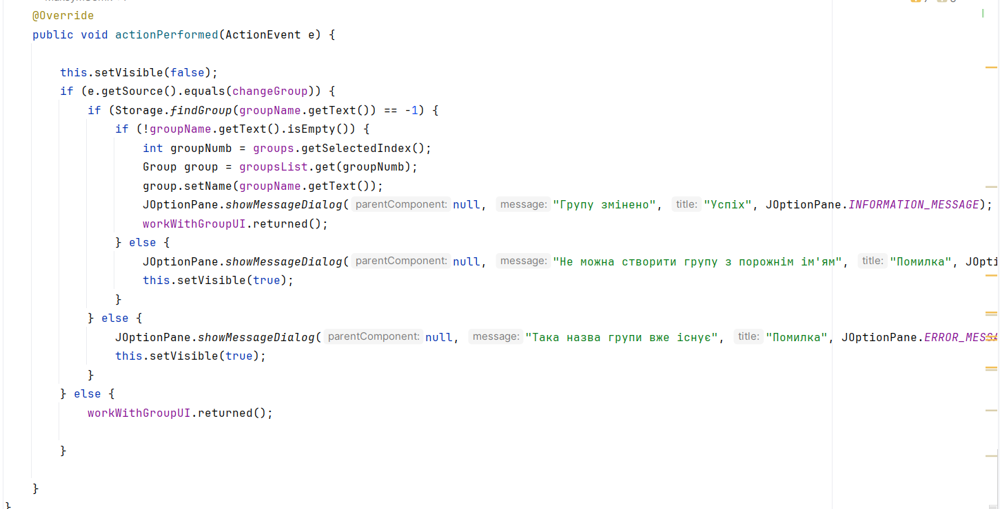 @Override
public void actionPerformed(ActionEvent e) {
this.setVisible(false);
if (e.getSource().equals(changeGroup)) {
if (Storage.findGroup(groupName.getText()) == -1) {
if (!groupName.getText().isEmpty()) {
int groupNumb = groups.getSelectedIndex();
Group group = groupsList.get(groupNumb);
group.setName(groupName.getText());
JOptionPane.showMessageDialog( parentComponent: null, message: "Групу змінено", title: "Успіх", JOptionPane.INFORMATION_MESSAGE);
workWithGroupUI.returned();
} else {
JOptionPane.showMessageDialog( parentComponent: null, message: "Не можна створити групу з порожнім ім'ям", title: "Помилка", JOpti
this.setVisible(true);
}
} else {
JOptionPane.showMessageDialog( parentComponent: null, message: "Така назва групи вже існує", title: "Помилка", JOptionPane.ERROR_MESSA
this.setVisible(true);
}
} else {
workWithGroupUI.returned();
}
}
}